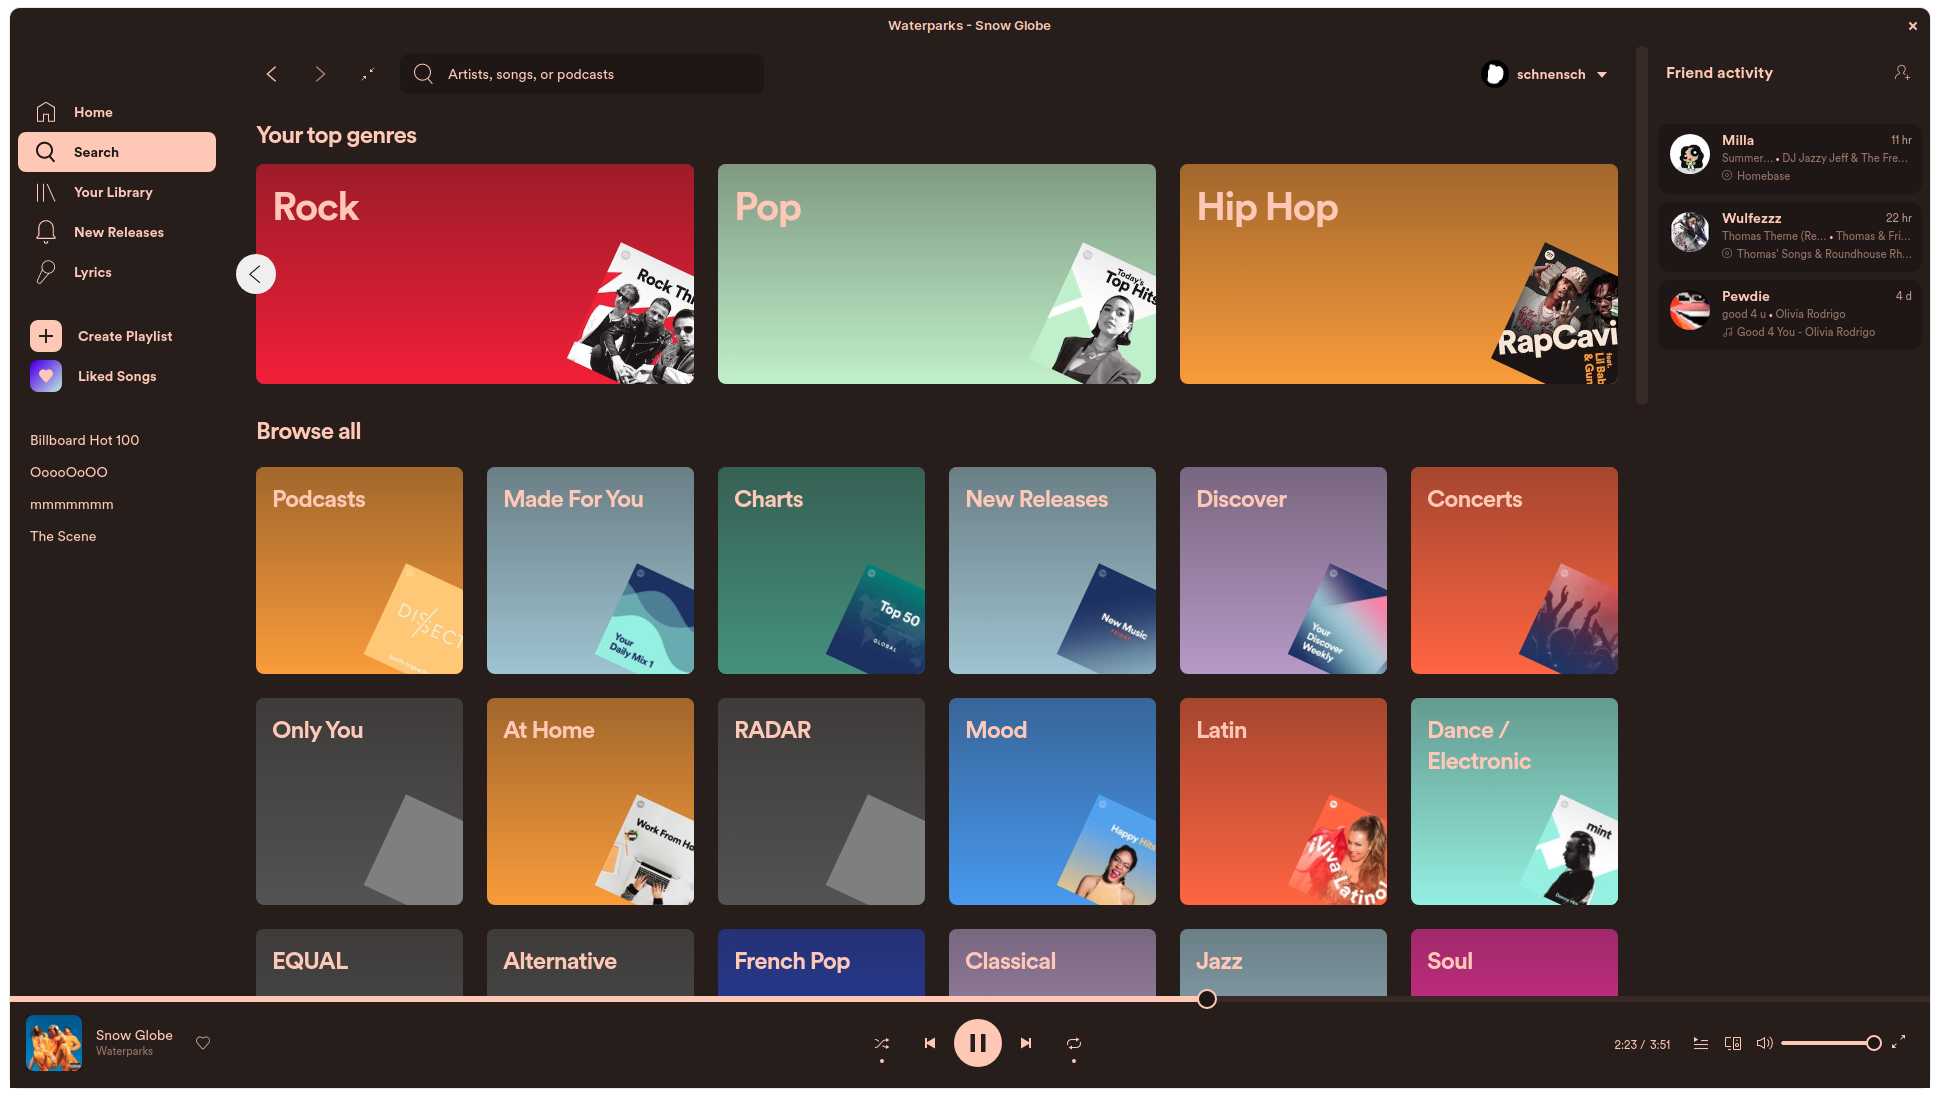 Waterparks - Snow Globe
Artists, songs, or podcasts
schnensch
Home
Search
Your Library
New Releases
Lyrics
Create Playlist
Liked Songs
Billboard Hot 100
OoooOoOO
mmmmmmm
The Scene
Your top genres
Rock
Rock Thi
Pop
Today's
Top Hits
Hip Hop
RapCavi
feat.
Lil Bab
& Gun
Browse all
Podcasts
DISSECT
Made For You
Your
Daily Mix 1
Charts
Top 50
GLOBAL
New Releases
New Music
FRIDAY
Discover
Your
Discover
Weekly
Concerts
Only You
At Home
Work From Ho
RADAR
Mood
Happy Hits
Latin
¡Viva Latino!
Dance /
Electronic
mint
EQUAL
Alternative
French Pop
Classical
Jazz
Soul
Friend activity
Milla
11 hr
Summer... • DJ Jazzy Jeff & The Fre...
Homebase
Wulfezzz
22 hr
Thomas Theme (Re... • Thomas & Fri...
Thomas' Songs & Roundhouse Rh...
Pewdie
4 d
good 4 u • Olivia Rodrigo
Good 4 You - Olivia Rodrigo
Snow Globe
Waterparks
2:23 / 3:51